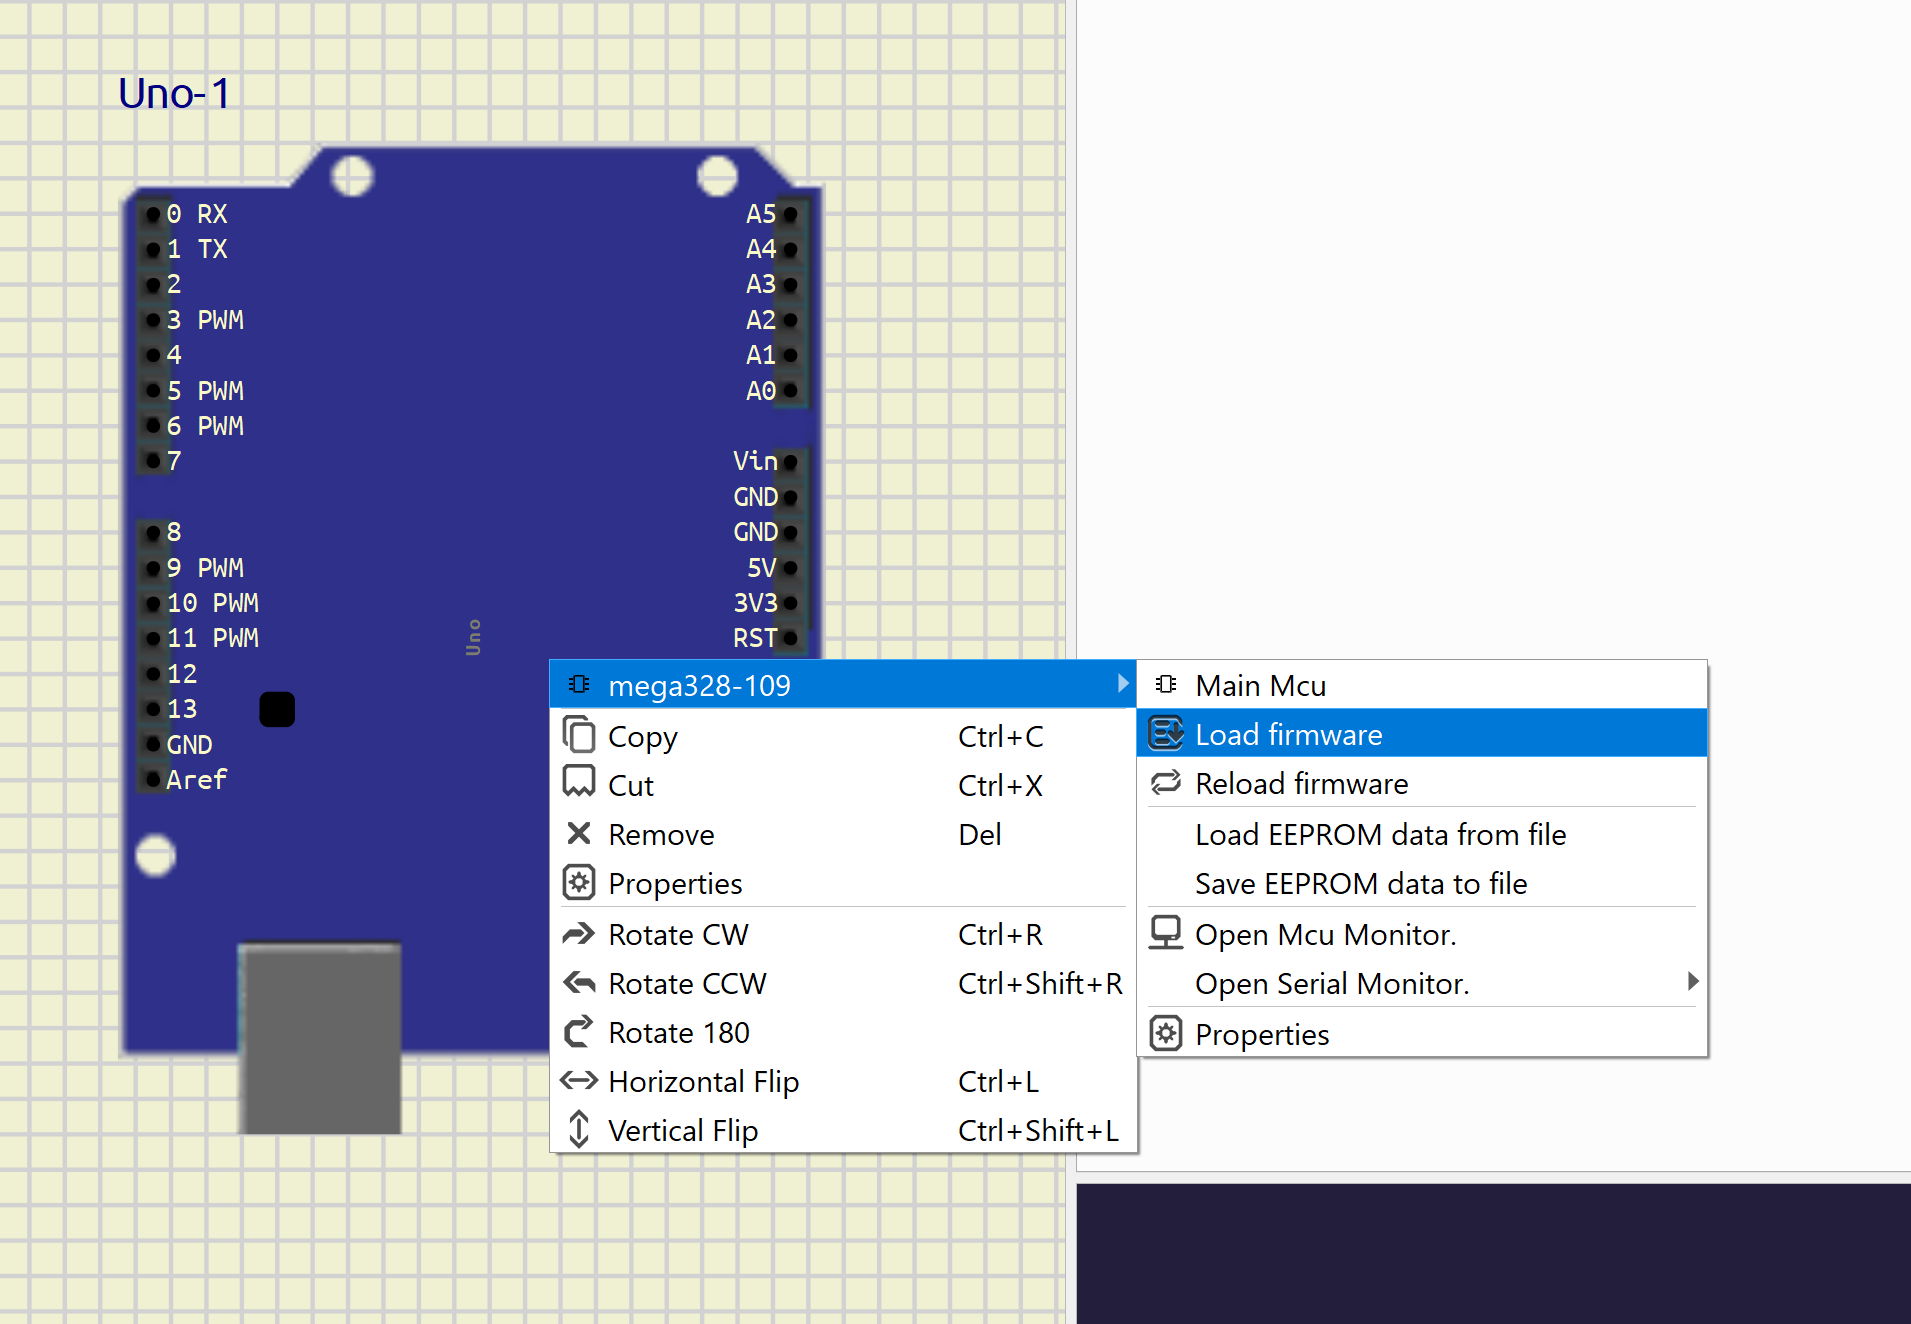 Uno-1
0 RX
1 TX
2
3 PWM
4
5 PWM
6 PWM
7
8
9 PWM
10 PWM
11 PWM
12
13
GND
Aref
A5
A4
A3
A2
A1
A0
Vin
GND
GND
5V
3V3
RST
Uno
mega328-109
Copy Ctrl+C
Cut Ctrl+X
Remove Del
Properties
Rotate CW Ctrl+R
Rotate CCW Ctrl+Shift+R
Rotate 180
Horizontal Flip Ctrl+L
Vertical Flip Ctrl+Shift+L
Main Mcu
Load firmware
Reload firmware
Load EEPROM data from file
Save EEPROM data to file
Open Mcu Monitor.
Open Serial Monitor.
Properties